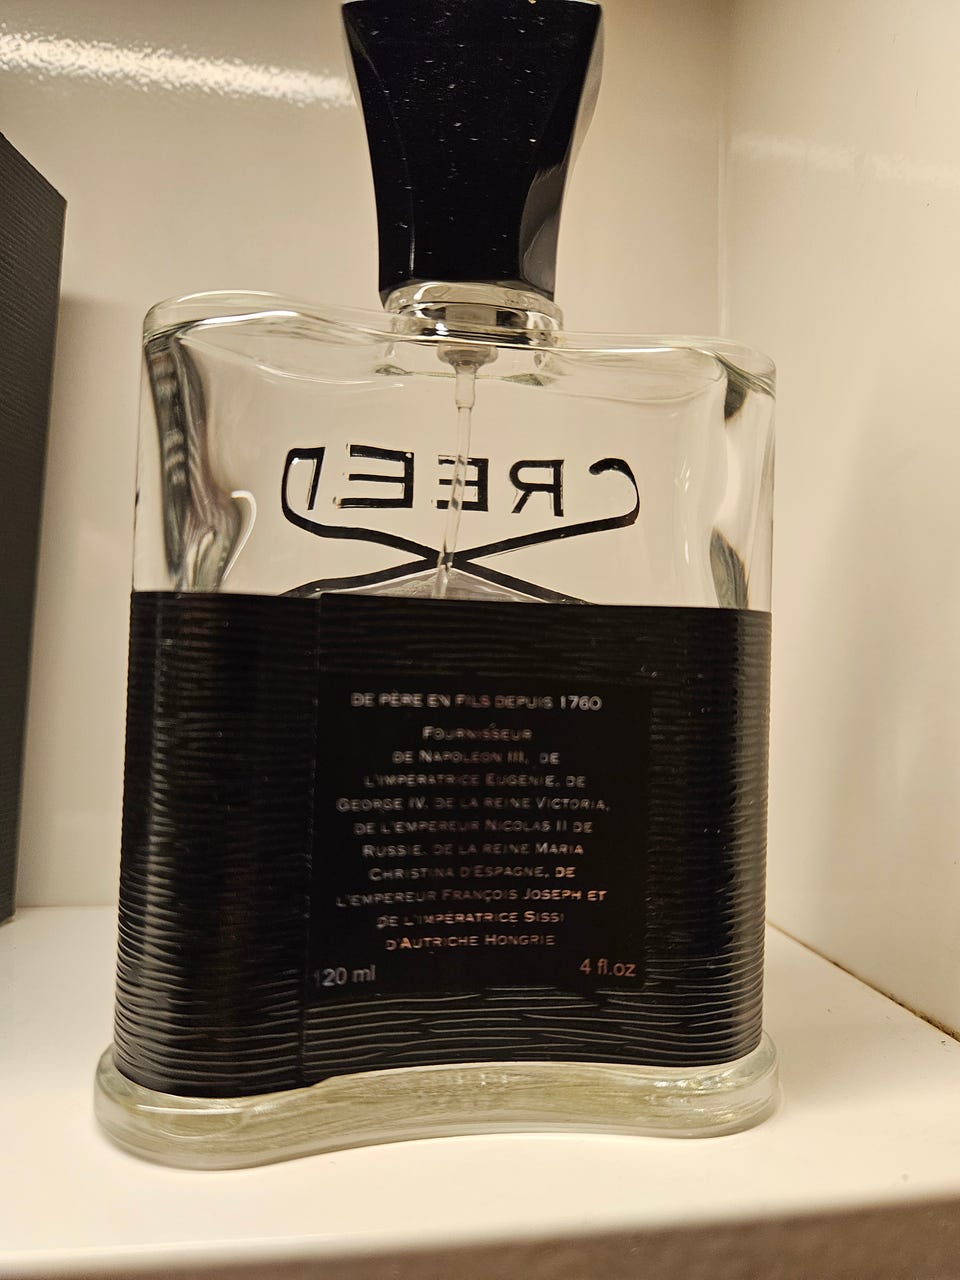 CREED
DE PÈRE EN FILS DEPUIS 1760
FOURNISSEUR
DE NAPOLEON III, DE
L'IMPERATRICE EUGENIE, DE
GEORGE IV, DE LA REINE VICTORIA,
DE L'EMPEREUR NICOLAS II DE
RUSSIE, DE LA REINE MARIA
CHRISTINA D'ESPAGNE, DE
L'EMPEREUR FRANÇOIS JOSEPH ET
DE L'IMPERATRICE SISSI
D'AUTRICHE HONGRIE
120 ml 4 fl.oz